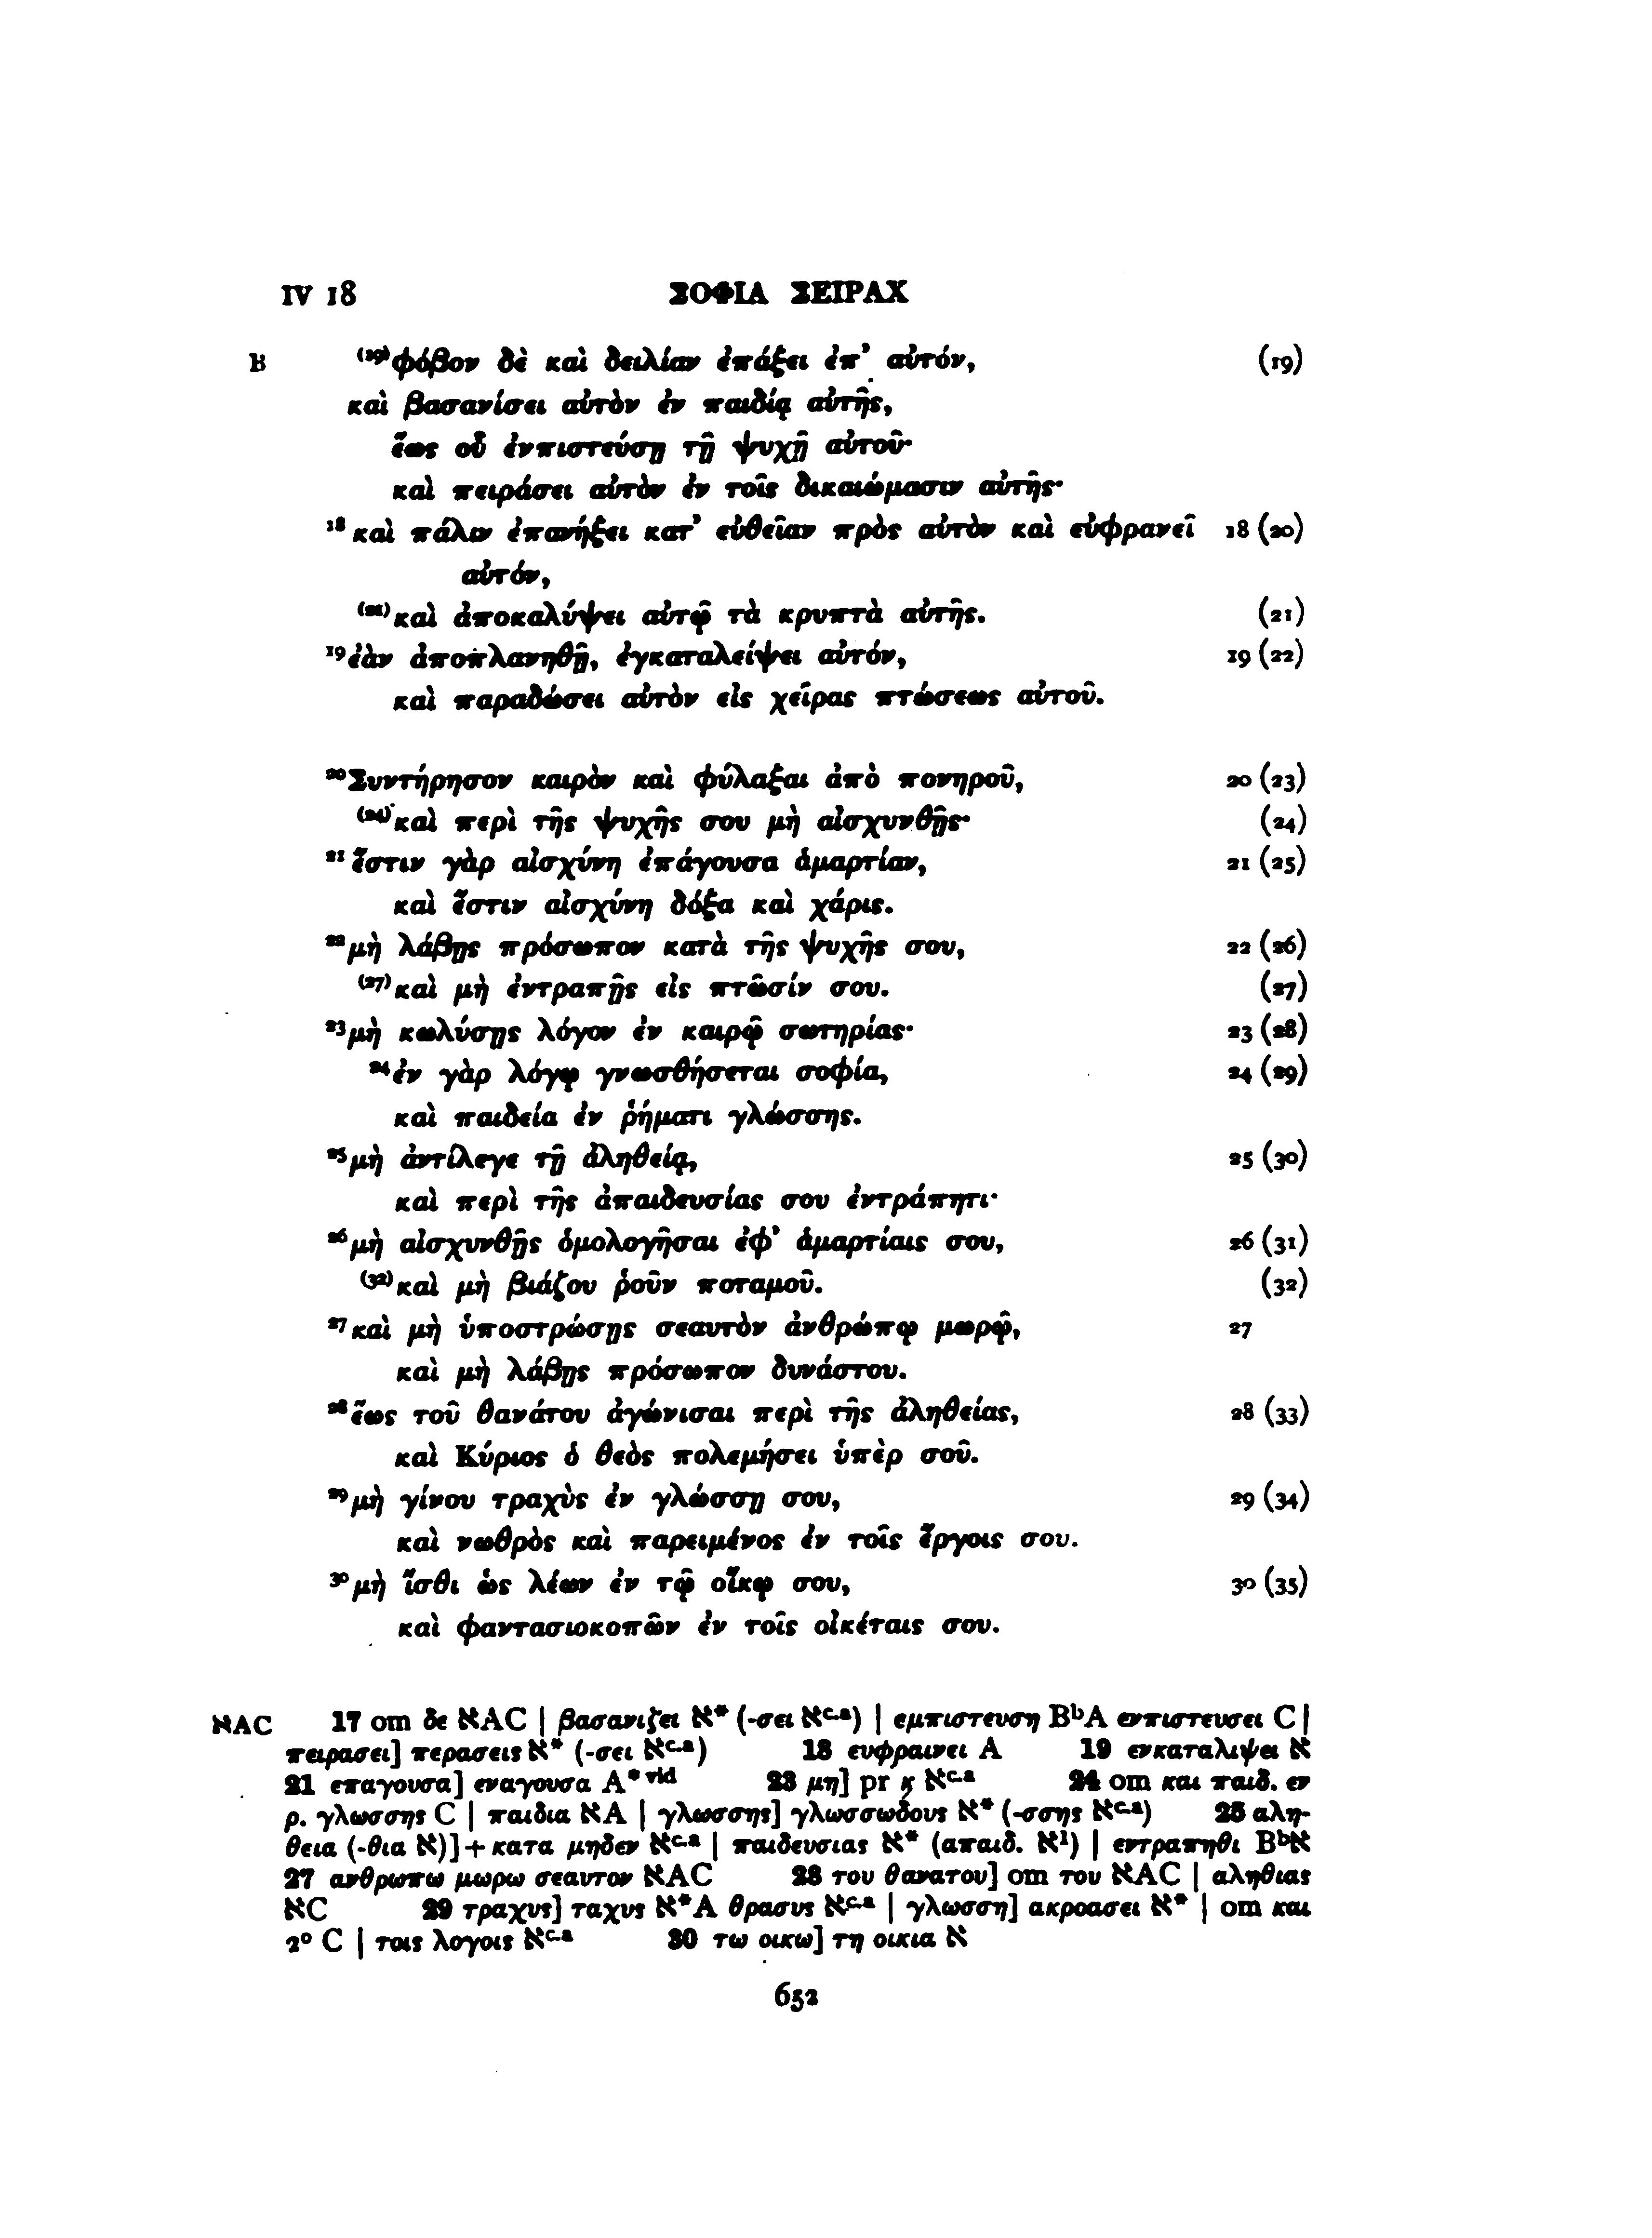 IV 18 ΣΟΦΙΑ ΣΕΙΡΑΧ
B (19)φόβον δὲ καὶ δειλίαν ἐπάξει ἐπ’ αὐτόν, (19)
καὶ βασανίσει αὐτὸν ἐν παιδίᾳ αὐτῆς,
ἕως οὗ ἐνπιστεύσῃ τῇ ψυχῇ αὐτοῦ·
καὶ πειράσει αὐτὸν ἐν τοῖς δικαιώμασιν αὐτῆς·
18 καὶ πάλιν ἐπανήξει κατ’ εὐθεῖαν πρὸς αὐτὸν καὶ εὐφρανεῖ 18 (20)
αὐτόν,
(21) καὶ ἀποκαλύψει αὐτῷ τὰ κρυπτὰ αὐτῆς. (21)
19 ἐὰν ἀποπλανηθῇ, ἐγκαταλείψει αὐτόν, 19 (22)
καὶ παραδώσει αὐτὸν εἰς χεῖρας πτώσεως αὐτοῦ.
20 Συντήρησον καιρὸν καὶ φύλαξαι ἀπὸ πονηροῦ, 20 (23)
(24) καὶ περὶ τῆς ψυχῆς σου μὴ αἰσχυνθῇς· (24)
21 ἔστιν γὰρ αἰσχύνη ἐπάγουσα ἁμαρτίαν, 21 (25)
καὶ ἔστιν αἰσχύνη δόξα καὶ χάρις.
22 μὴ λάβῃς πρόσωπον κατὰ τῆς ψυχῆς σου, 22 (26)
(27) καὶ μὴ ἐντραπῇς εἰς πτῶσίν σου. (27)
23 μὴ κωλύσῃς λόγον ἐν καιρῷ σωτηρίας· 23 (28)
24 ἐν γὰρ λόγῳ γνωσθήσεται σοφία, 24 (29)
καὶ παιδεία ἐν ῥήματι γλώσσης.
25 μὴ ἀντίλεγε τῇ ἀληθείᾳ, 25 (30)
καὶ περὶ τῆς ἀπαιδευσίας σου ἐντράπητι·
26 μὴ αἰσχυνθῇς ὁμολογῆσαι ἐφ’ ἁμαρτίαις σου, 26 (31)
(32) καὶ μὴ βιάζου ῥοῦν ποταμοῦ. (32)
27 καὶ μὴ ὑποστρώσῃς σεαυτὸν ἀνθρώπῳ μωρῷ, 27
καὶ μὴ λάβῃς πρόσωπον δυνάστου.
28 ἕως τοῦ θανάτου ἀγώνισαι περὶ τῆς ἀληθείας, 28 (33)
καὶ Κύριος ὁ θεὸς πολεμήσει ὑπὲρ σοῦ.
29 μὴ γίνου τραχὺς ἐν γλώσσῃ σου, 29 (34)
καὶ νωθρὸς καὶ παρειμένος ἐν τοῖς ἔργοις σου.
30 μὴ ἴσθι ὡς λέων ἐν τῷ οἴκῳ σου, 30 (35)
καὶ φαντασιοκοπῶν ἐν τοῖς οἰκέταις σου.
אAC 17 om δε אAC | βασανιζει א* (-σει אc.a) | εμπιστευση BbA ενπιστευσει C |
πειρασει] περασεις א* (-σει אc.a) 18 ευφραινει A 19 ενκαταλιψει א
21 επαγουσα] εναγουσα A*vid 23 μη] pr ϗ אc.a 24 om και παιδ. εν
ρ. γλωσσης C | παιδια אA | γλωσσης] γλωσσωδους א* (-σσης אc.a) 25 αλη-
θεια (-θια א)] + κατα μηδεν אc.a | παιδευσιας א* (απαιδ. א1) | εντραπηθι Bbא
27 ανθρωπω μωρω σεαυτον אAC 28 του θανατου] om του אAC | αληθιας
אC 29 τραχυς] ταχυς א*A θρασυς אc.a | γλωσση] ακροασει א* | om και
2° C | τοις λογοις אc.a 30 τω οικω] τη οικια א
652